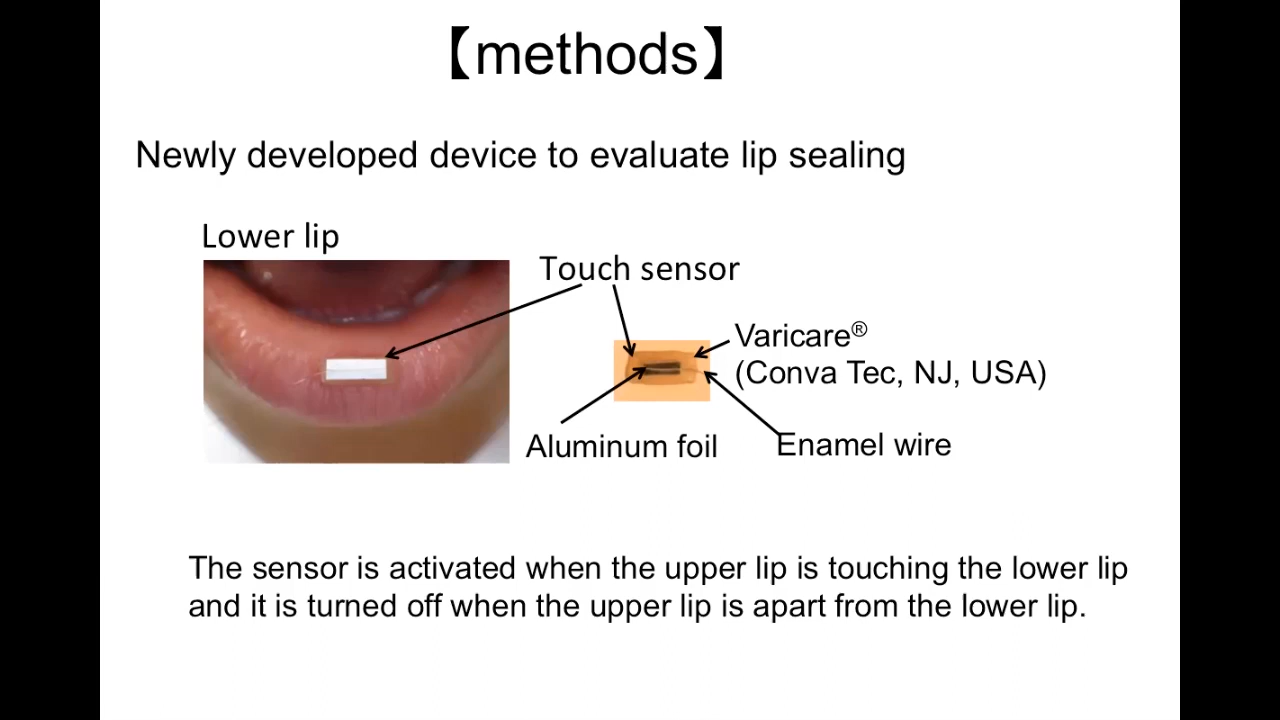 【methods】
Newly developed device to evaluate lip sealing
Lower lip
Touch sensor
Varicare®
(Conva Tec, NJ, USA)
Aluminum foil
Enamel wire
The sensor is activated when the upper lip is touching the lower lip
and it is turned off when the upper lip is apart from the lower lip.